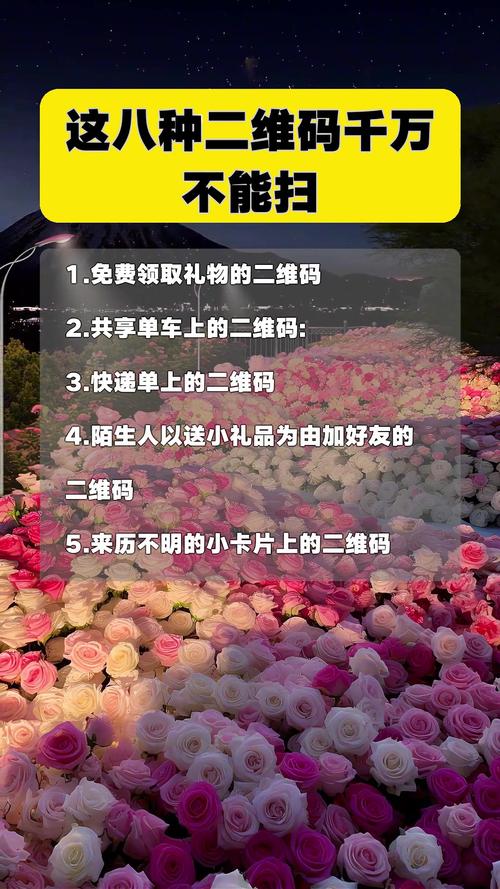 这八种二维码千万
不能扫
1.免费领取礼物的二维码
2.共享单车上的二维码:
3.快递单上的二维码
4.陌生人以送小礼品为由加好友的
二维码
5.来历不明的小卡片上的二维码